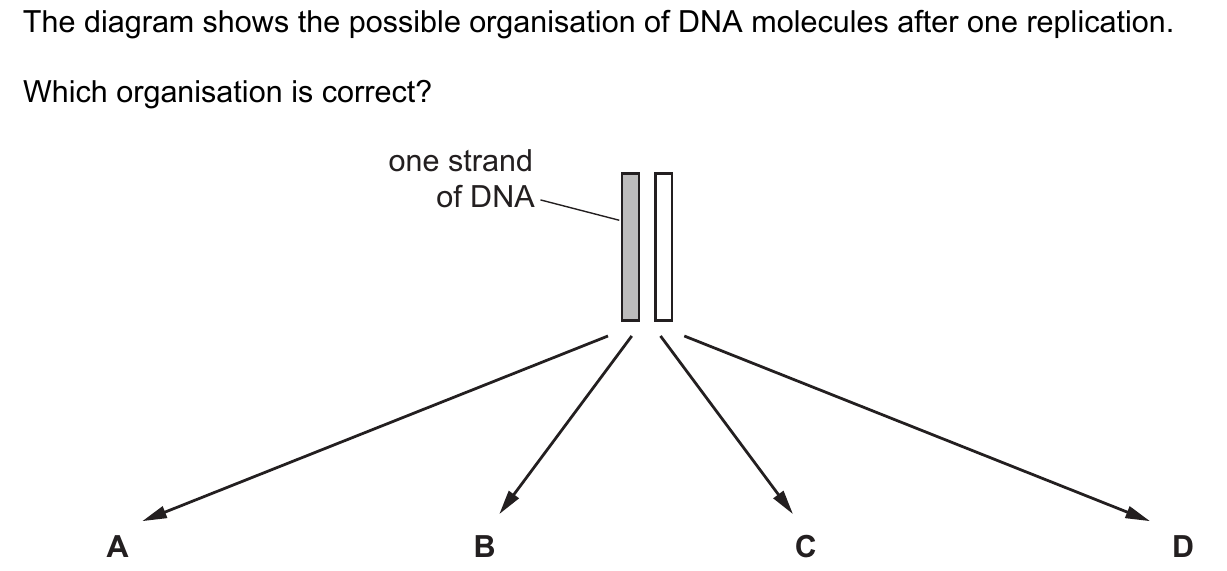 The diagram shows the possible organisation of DNA molecules after one replication.
Which organisation is correct?
one strand
of DNA
A B C D